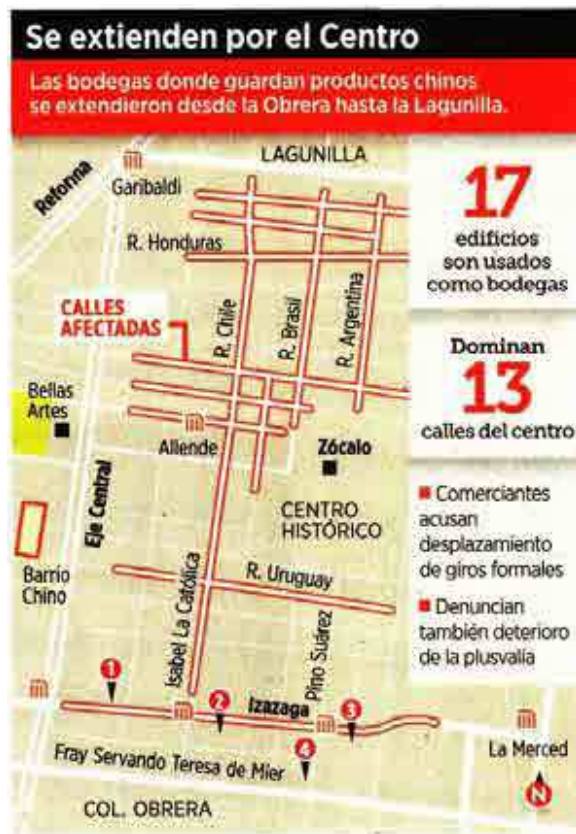 Se extienden por el Centro
Las bodegas donde guardan productos chinos
se extendieron desde la Obrera hasta la Lagunilla.
LAGUNILLA
Reforma
Garibaldi
R. Honduras
CALLES
AFECTADAS
R. Chile
R. Brasil
R. Argentina
Bellas
Artes
Allende
Zócalo
Eje Central
CENTRO
HISTÓRICO
Barrio
Chino
Isabel La Católica
R. Uruguay
Pino Suárez
1
2
Izazaga
3
4
La Merced
Fray Servando Teresa de Mier
N
COL. OBRERA
17
edificios
son usados
como bodegas
Dominan
13
calles del centro
Comerciantes
acusan
desplazamiento
de giros formales
Denuncian
también deterioro
de la plusvalía